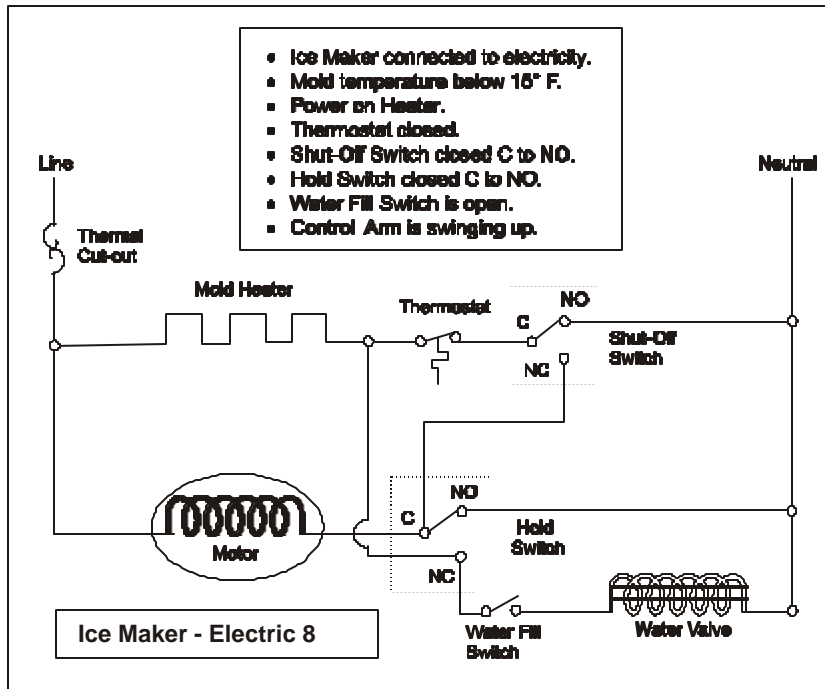 • Ice Maker connected to electricity.
• Mold temperature below 15° F.
• Power on Heater.
• Thermostat closed.
• Shut-Off Switch closed C to NO.
• Hold Switch closed C to NO.
• Water Fill Switch is open.
• Control Arm is swinging up.
Line
Neutral
Thermal
Cut-out
Mold Heater
Thermostat
NO
C
Shut-Off
Switch
NC
NO
C
Hold
Switch
Motor
NC
Water Fill
Switch
Water Valve
Ice Maker - Electric 8